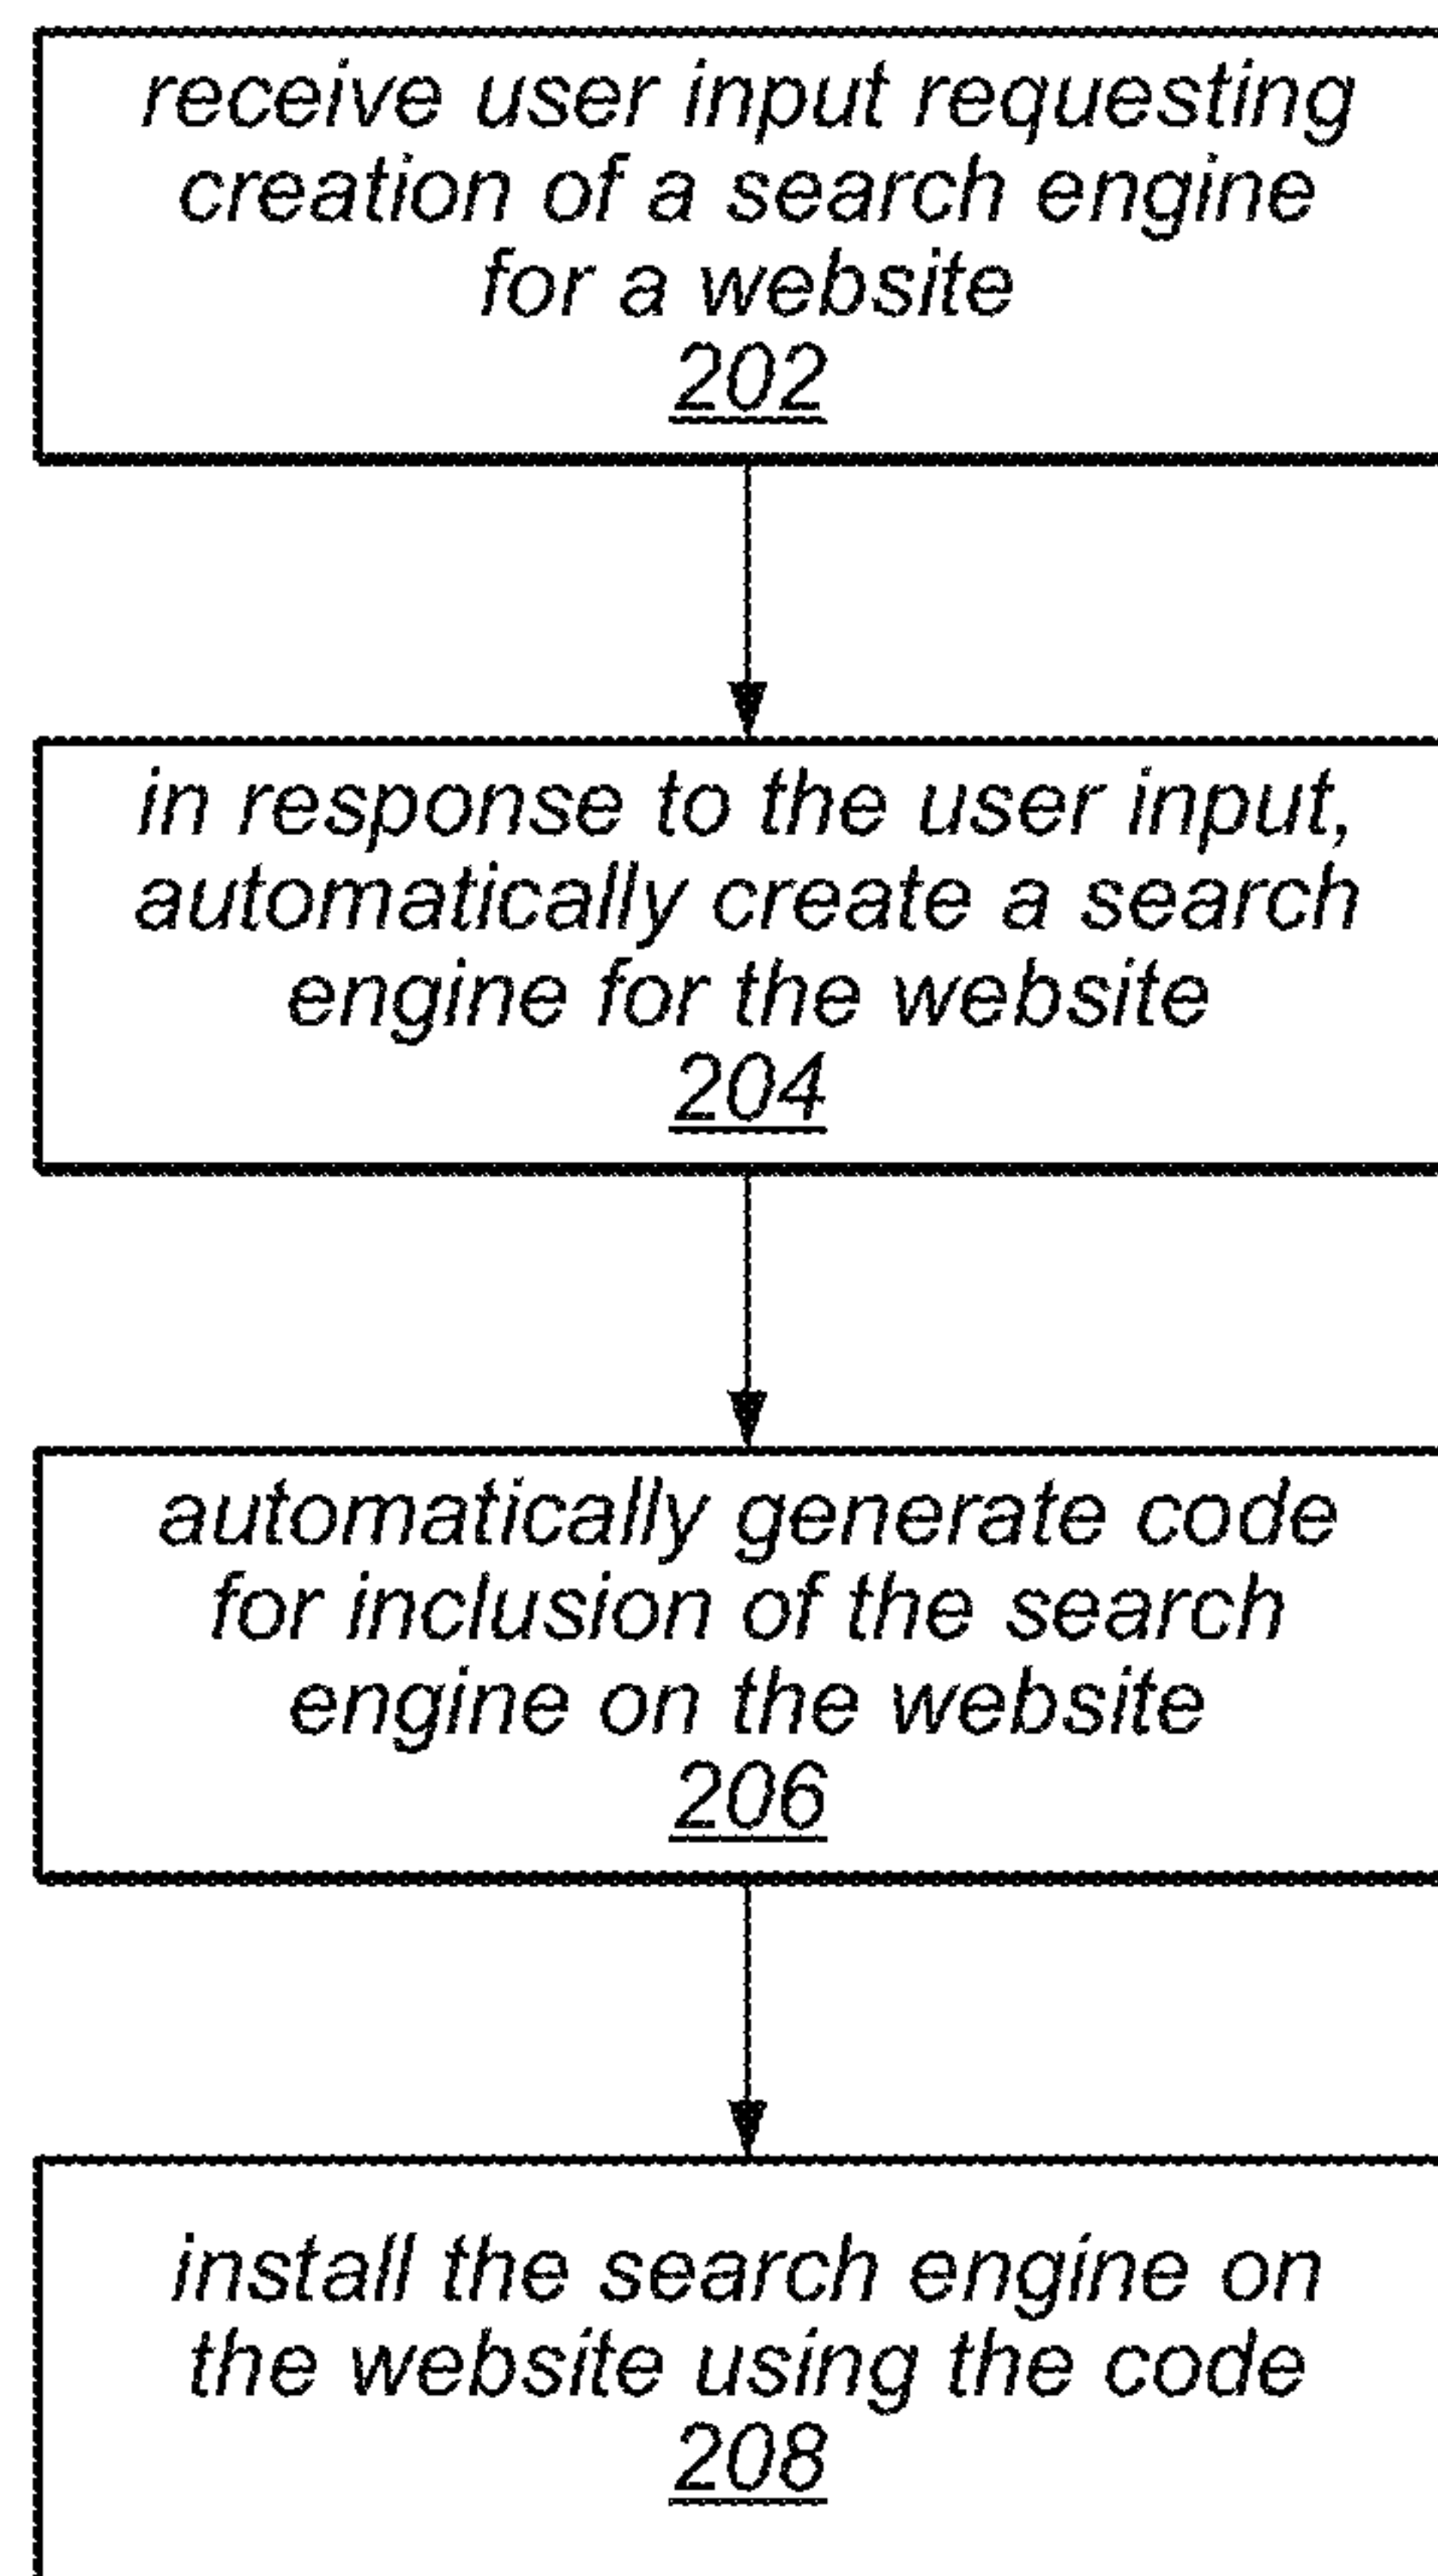 receive user input requesting
creation of a search engine
for a website
202
in response to the user input,
automatically create a search
engine for the website
204
automatically generate code
for inclusion of the search
engine on the website
206
install the search engine on
the website using the code
208